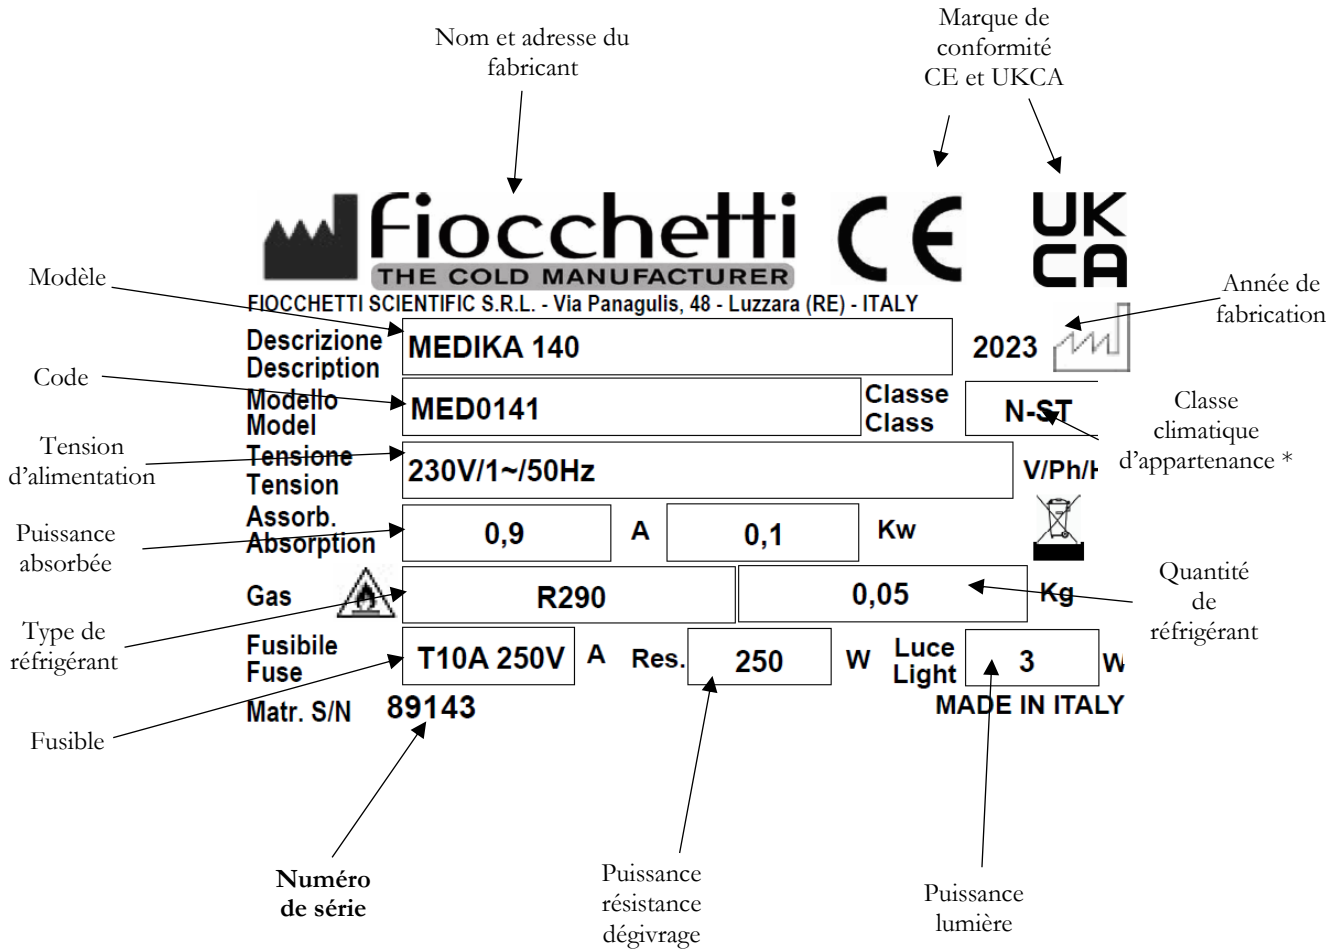 Nom et adresse du
fabricant
Marque de
conformité
CE et UKCA
fiocchetti
THE COLD MANUFACTURER
CE
UK
CA
Modèle
FIOCCHETTI SCIENTIFIC S.R.L. - Via Panagulis, 48 - Luzzara (RE) - ITALY
Année de
fabrication
Descrizione
Description
MEDIKA 140
2023
Code
Modello
Model
MED0141
Classe
Class
N-ST
Classe
climatique
d’appartenance *
Tension
d’alimentation
Tensione
Tension
230V/1~/50Hz
V/Ph/H
Puissance
absorbée
Assorb.
Absorption
0,9
A
0,1
Kw
Gas
R290
0,05
Kg
Quantité
de
réfrigérant
Type de
réfrigérant
Fusibile
Fuse
T10A 250V
A
Res.
250
W
Luce
Light
3
W
Matr. S/N
89143
MADE IN ITALY
Fusible
Numéro
de série
Puissance
résistance
dégivrage
Puissance
lumière